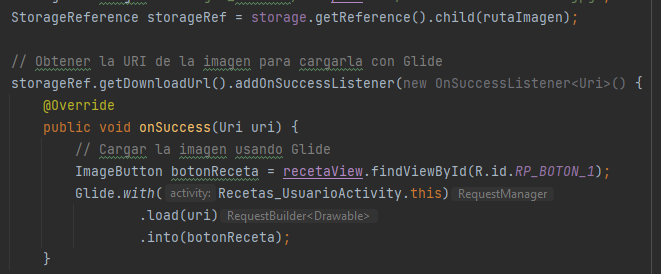 StorageReference storageRef = storage.getReference().child(rutaImagen);
// Obtener la URI de la imagen para cargarla con Glide
storageRef.getDownloadUrl().addOnSuccessListener(new OnSuccessListener<Uri>() {
@Override
public void onSuccess(Uri uri) {
// Cargar la imagen usando Glide
ImageButton botonReceta = recetaView.findViewById(R.id.RP_BOTON_1);
Glide.with( activity: Recetas_UsuarioActivity.this) RequestManager
.load(uri) RequestBuilder<Drawable>
.into(botonReceta);
}